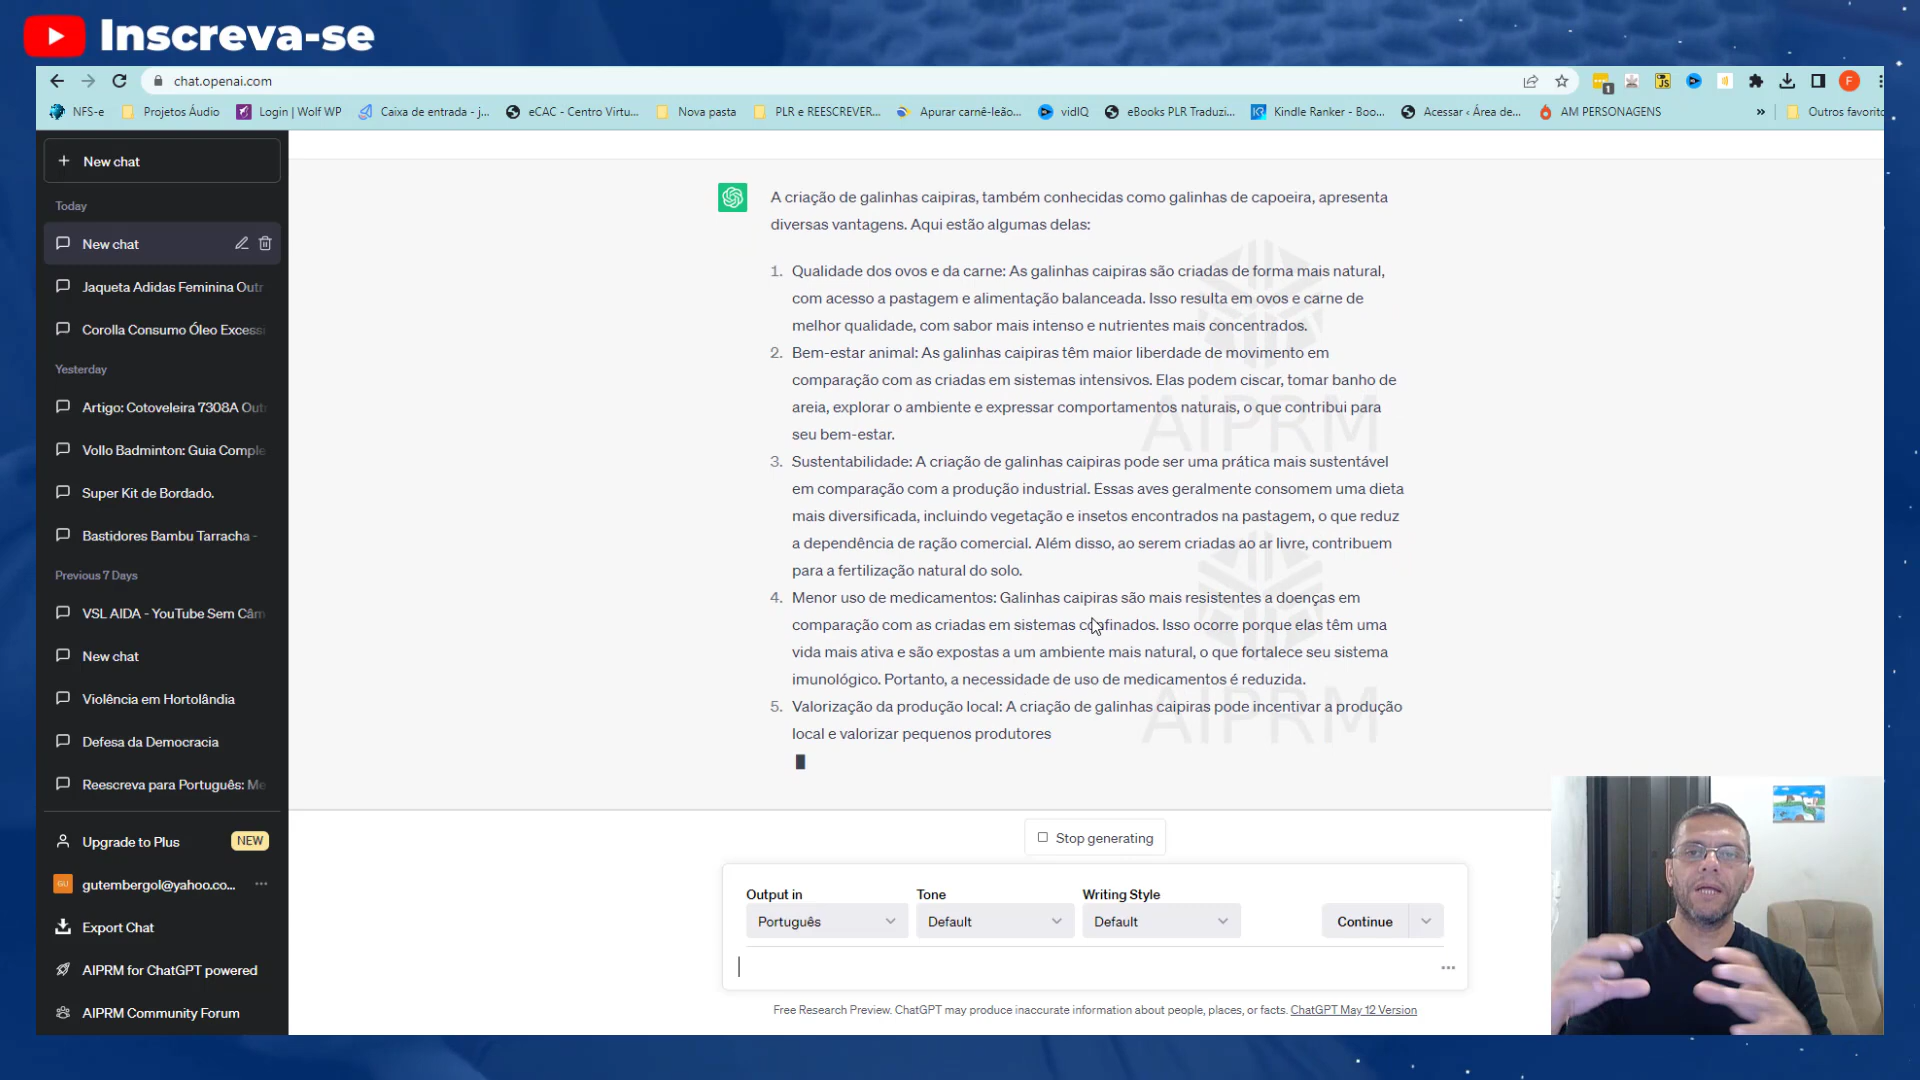 Inscreva-se
chat.openai.com
F
1
JS
NFS-e
Projetos Áudio
Login | Wolf WP
Caixa de entrada - j...
eCAC - Centro Virtu...
Nova pasta
PLR e REESCREVER...
Apurar carnê-leão...
vidIQ
eBooks PLR Traduzi...
Kindle Ranker - Boo...
Acessar ‹ Área de...
AM PERSONAGENS
»
Outros favorito
+ New chat
Today
New chat
Jaqueta Adidas Feminina Outr
Corolla Consumo Óleo Excessi
Yesterday
Artigo: Cotoveleira 7308A Out
Vollo Badminton: Guia Comple
Super Kit de Bordado.
Bastidores Bambu Tarracha -
Previous 7 Days
VSL AIDA - YouTube Sem Câm
New chat
Violência em Hortolândia
Defesa da Democracia
Reescreva para Português: Me
Upgrade to Plus NEW
GU gutembergol@yahoo.co... ...
Export Chat
AIPRM for ChatGPT powered
AIPRM Community Forum
A criação de galinhas caipiras, também conhecidas como galinhas de capoeira, apresenta
diversas vantagens. Aqui estão algumas delas:
1. Qualidade dos ovos e da carne: As galinhas caipiras são criadas de forma mais natural,
com acesso a pastagem e alimentação balanceada. Isso resulta em ovos e carne de
melhor qualidade, com sabor mais intenso e nutrientes mais concentrados.
2. Bem-estar animal: As galinhas caipiras têm maior liberdade de movimento em
comparação com as criadas em sistemas intensivos. Elas podem ciscar, tomar banho de
areia, explorar o ambiente e expressar comportamentos naturais, o que contribui para
seu bem-estar.
3. Sustentabilidade: A criação de galinhas caipiras pode ser uma prática mais sustentável
em comparação com a produção industrial. Essas aves geralmente consomem uma dieta
mais diversificada, incluindo vegetação e insetos encontrados na pastagem, o que reduz
a dependência de ração comercial. Além disso, ao serem criadas ao ar livre, contribuem
para a fertilização natural do solo.
4. Menor uso de medicamentos: Galinhas caipiras são mais resistentes a doenças em
comparação com as criadas em sistemas confinados. Isso ocorre porque elas têm uma
vida mais ativa e são expostas a um ambiente mais natural, o que fortalece seu sistema
imunológico. Portanto, a necessidade de uso de medicamentos é reduzida.
5. Valorização da produção local: A criação de galinhas caipiras pode incentivar a produção
local e valorizar pequenos produtores
AIPRM
AIPRM
Stop generating
Output in Tone Writing Style
Português Default Default Continue
...
Free Research Preview. ChatGPT may produce inaccurate information about people, places, or facts. ChatGPT May 12 Version